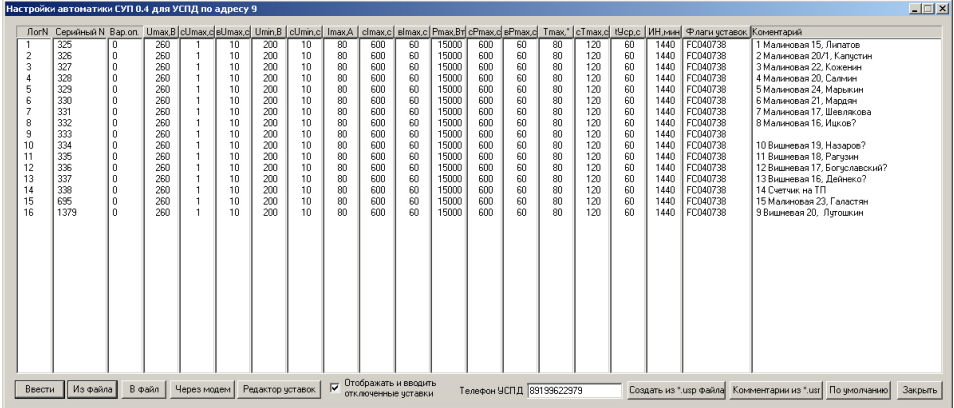 Настройки автоматики СУП 0.4 для УСПД по адресу 9
ЛогN Серийный N Вар.оп. Umax,В сUmax,с вUmax,с Umin,В сUmin,с Imax,А сImax,с вImax,с Pmax,Вт сPmax,с вPmax,с Tmax,° сTmax,с tУср,с ИН,мин Флаги уставок Коментарий
1 325 0 260 1 10 200 10 80 600 60 15000 600 60 80 120 60 1440 FC040738 1 Малиновая 15, Липатов
2 326 0 260 1 10 200 10 80 600 60 15000 600 60 80 120 60 1440 FC040738 2 Малиновая 20/1, Капустин
3 327 0 260 1 10 200 10 80 600 60 15000 600 60 80 120 60 1440 FC040738 3 Малиновая 22, Коженин
4 328 0 260 1 10 200 10 80 600 60 15000 600 60 80 120 60 1440 FC040738 4 Малиновая 20, Салмин
5 329 0 260 1 10 200 10 80 600 60 15000 600 60 80 120 60 1440 FC040738 5 Малиновая 24, Марыкин
6 330 0 260 1 10 200 10 80 600 60 15000 600 60 80 120 60 1440 FC040738 6 Малиновая 21, Мардян
7 331 0 260 1 10 200 10 80 600 60 15000 600 60 80 120 60 1440 FC040738 7 Малиновая 17, Шевлякова
8 332 0 260 1 10 200 10 80 600 60 15000 600 60 80 120 60 1440 FC040738 8 Малиновая 16, Ицков?
9 333 0 260 1 10 200 10 80 600 60 15000 600 60 80 120 60 1440 FC040738
10 334 0 260 1 10 200 10 80 600 60 15000 600 60 80 120 60 1440 FC040738 10 Вишневая 19, Назаров?
11 335 0 260 1 10 200 10 80 600 60 15000 600 60 80 120 60 1440 FC040738 11 Вишневая 18, Рагузин
12 336 0 260 1 10 200 10 80 600 60 15000 600 60 80 120 60 1440 FC040738 12 Вишневая 17, Богуславский?
13 337 0 260 1 10 200 10 80 600 60 15000 600 60 80 120 60 1440 FC040738 13 Вишневая 16, Дейнеко?
14 338 0 260 1 10 200 10 80 600 60 15000 600 60 80 120 60 1440 FC040738 14 Счетчик на ТП
15 695 0 260 1 10 200 10 80 600 60 15000 600 60 80 120 60 1440 FC040738 15 Малиновая 23, Галастян
16 1379 0 260 1 10 200 10 80 600 60 15000 600 60 80 120 60 1440 FC040738 9 Вишневая 20, Лутошкин
Ввести Из файла В файл Через модем Редактор уставок Отображать и вводить отключенные уставки Телефон УСПД 89199622979 Создать из *.usp файла Комментарии из *.usr По умолчанию Закрыть